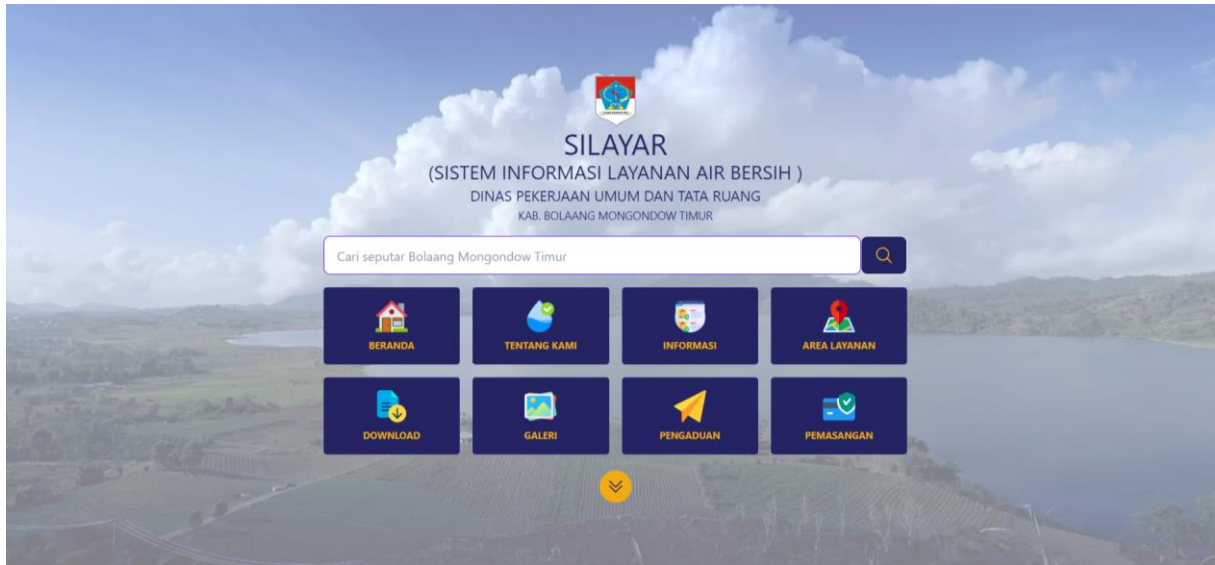 SILAYAR
(SISTEM INFORMASI LAYANAN AIR BERSIH )
DINAS PEKERJAAN UMUM DAN TATA RUANG
KAB. BOLAANG MONGONDOW TIMUR
Cari seputar Bolaang Mongondow Timur
BERANDA
TENTANG KAMI
INFORMASI
AREA LAYANAN
DOWNLOAD
GALERI
PENGADUAN
PEMASANGAN